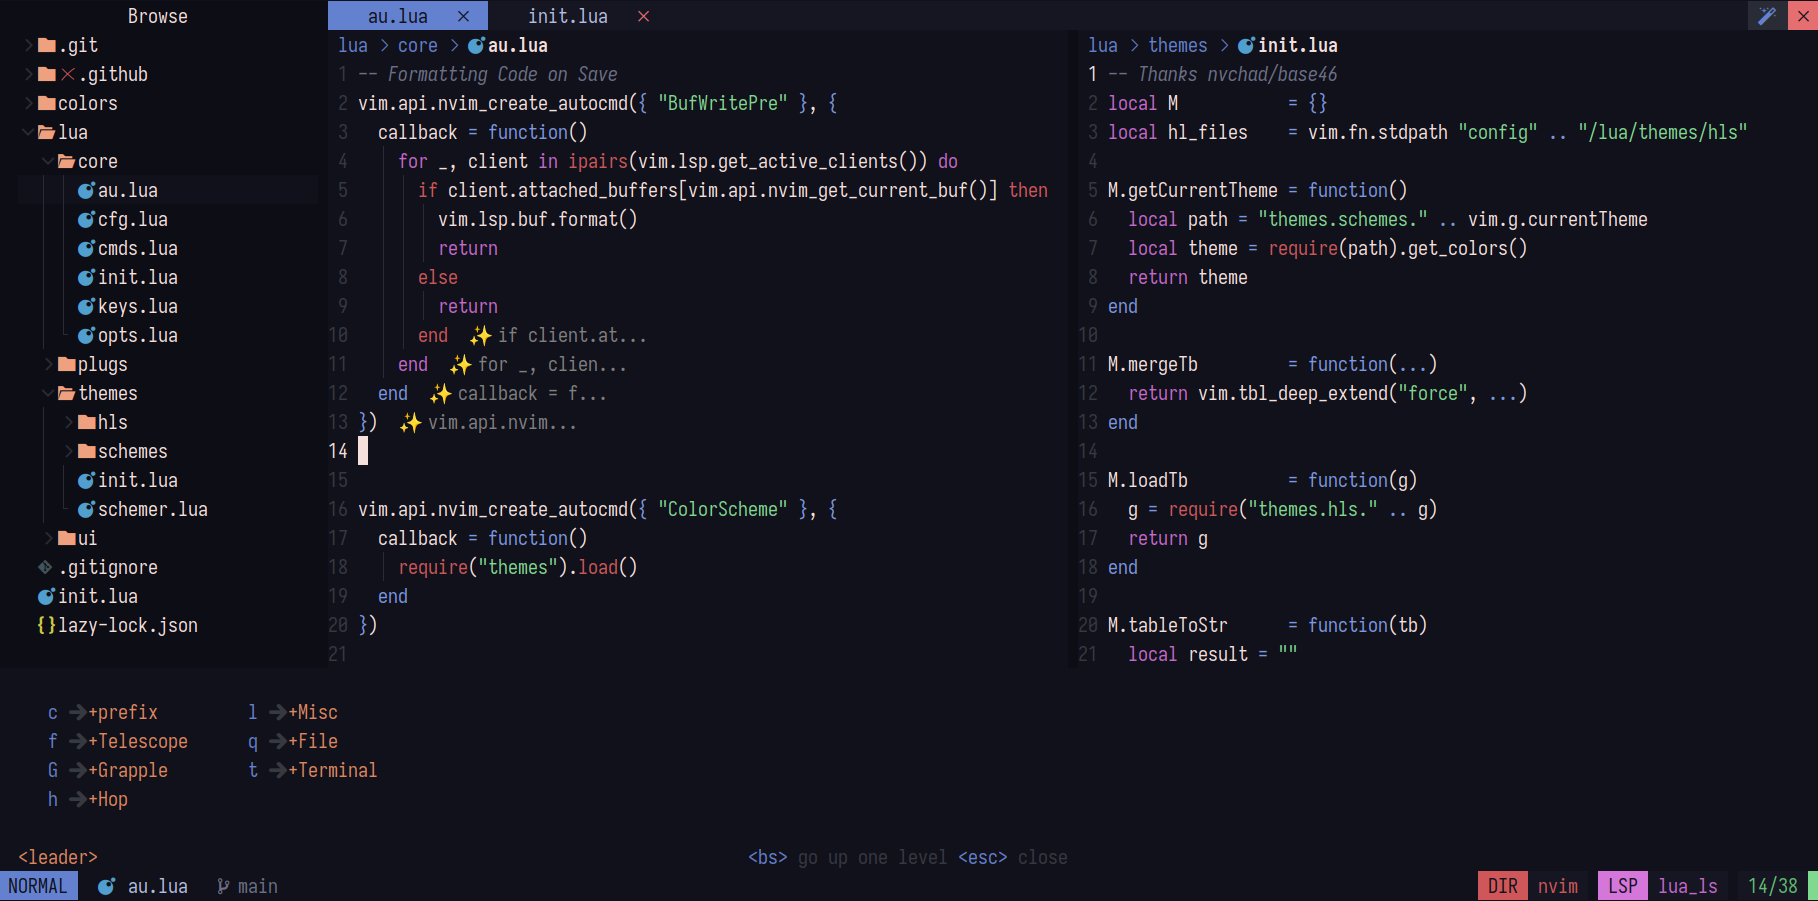 Browse
.git
.github
colors
lua
core
au.lua
cfg.lua
cmds.lua
init.lua
keys.lua
opts.lua
plugs
themes
hls
schemes
init.lua
schemer.lua
ui
.gitignore
init.lua
{}lazy-lock.json
au.lua × init.lua ×
×
lua > core > au.lua
1 -- Formatting Code on Save
2 vim.api.nvim_create_autocmd({ "BufWritePre" }, {
3 callback = function()
4 for _, client in ipairs(vim.lsp.get_active_clients()) do
5 if client.attached_buffers[vim.api.nvim_get_current_buf()] then
6 vim.lsp.buf.format()
7 return
8 else
9 return
10 end ✨if client.at...
11 end ✨for _, clien...
12 end ✨callback = f...
13 }) ✨vim.api.nvim...
14
15
16 vim.api.nvim_create_autocmd({ "ColorScheme" }, {
17 callback = function()
18 require("themes").load()
19 end
20 })
21
lua > themes > init.lua
1 -- Thanks nvchad/base46
2 local M = {}
3 local hl_files = vim.fn.stdpath "config" .. "/lua/themes/hls"
4
5 M.getCurrentTheme = function()
6 local path = "themes.schemes." .. vim.g.currentTheme
7 local theme = require(path).get_colors()
8 return theme
9 end
10
11 M.mergeTb = function(...)
12 return vim.tbl_deep_extend("force", ...)
13 end
14
15 M.loadTb = function(g)
16 g = require("themes.hls." .. g)
17 return g
18 end
19
20 M.tableToStr = function(tb)
21 local result = ""
c ➔+prefix l ➔+Misc
f ➔+Telescope q ➔+File
G ➔+Grapple t ➔+Terminal
h ➔+Hop
<leader> <bs> go up one level <esc> close
NORMAL au.lua main DIR nvim LSP lua_ls 14/38